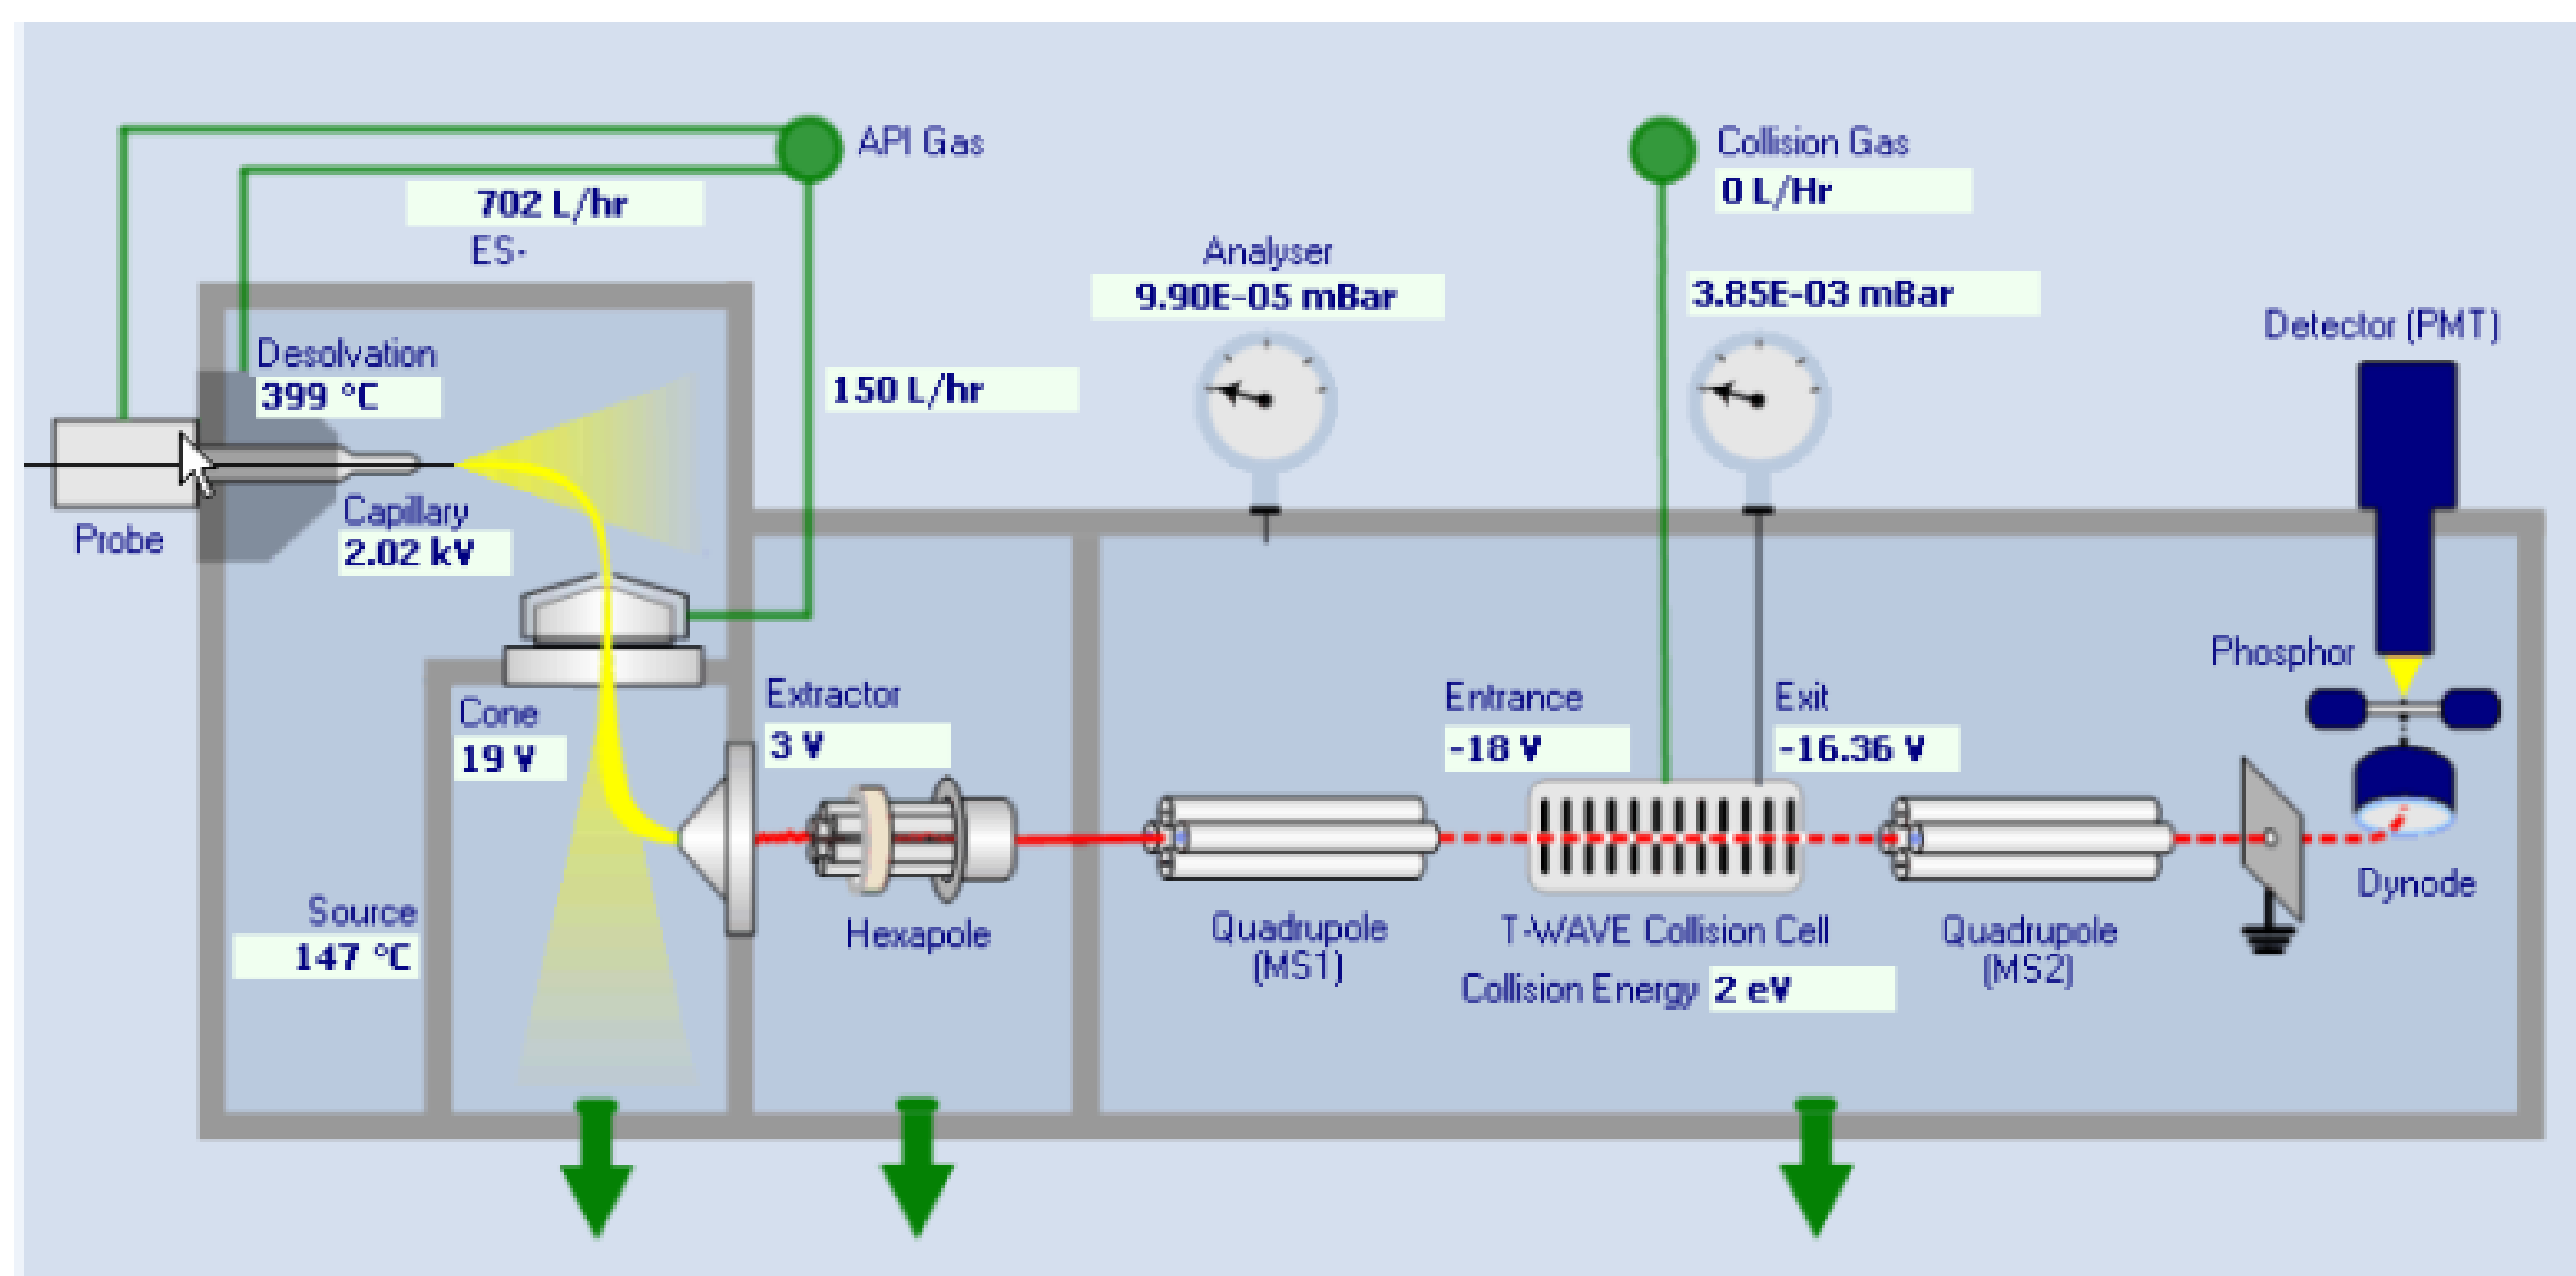 API Gas
702 L/hr
ES-
Collision Gas
0 L/Hr
Analyser
9.90E-05 mBar
3.85E-03 mBar
Detector (PMT)
Desolvation
399 °C
150 L/hr
Probe
Capillary
2.02 kV
Phosphor
Cone
19 V
Extractor
3 V
Entrance
-18 V
Exit
-16.36 V
Source
147 °C
Hexapole
Quadrupole
(MS1)
T-WAVE Collision Cell
Collision Energy 2 eV
Quadrupole
(MS2)
Dynode